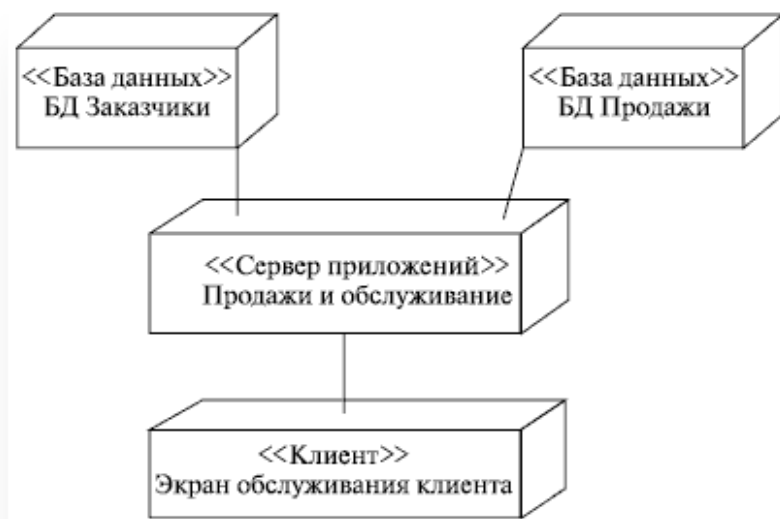 <<База данных>>
БД Заказчики
<<База данных>>
БД Продажи
<<Сервер приложений>>
Продажи и обслуживание
<<Клиент>>
Экран обслуживания клиента